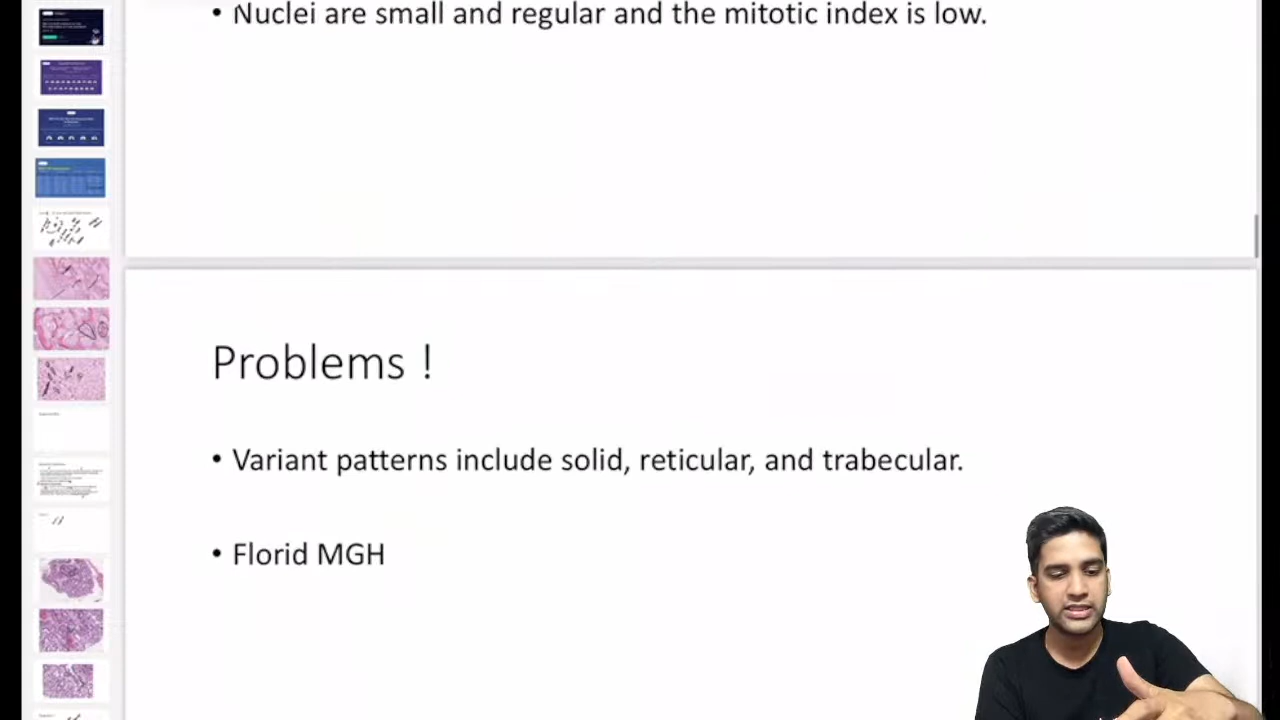 • Nuclei are small and regular and the mitotic index is low.
Problems !
• Variant patterns include solid, reticular, and trabecular.
• Florid MGH